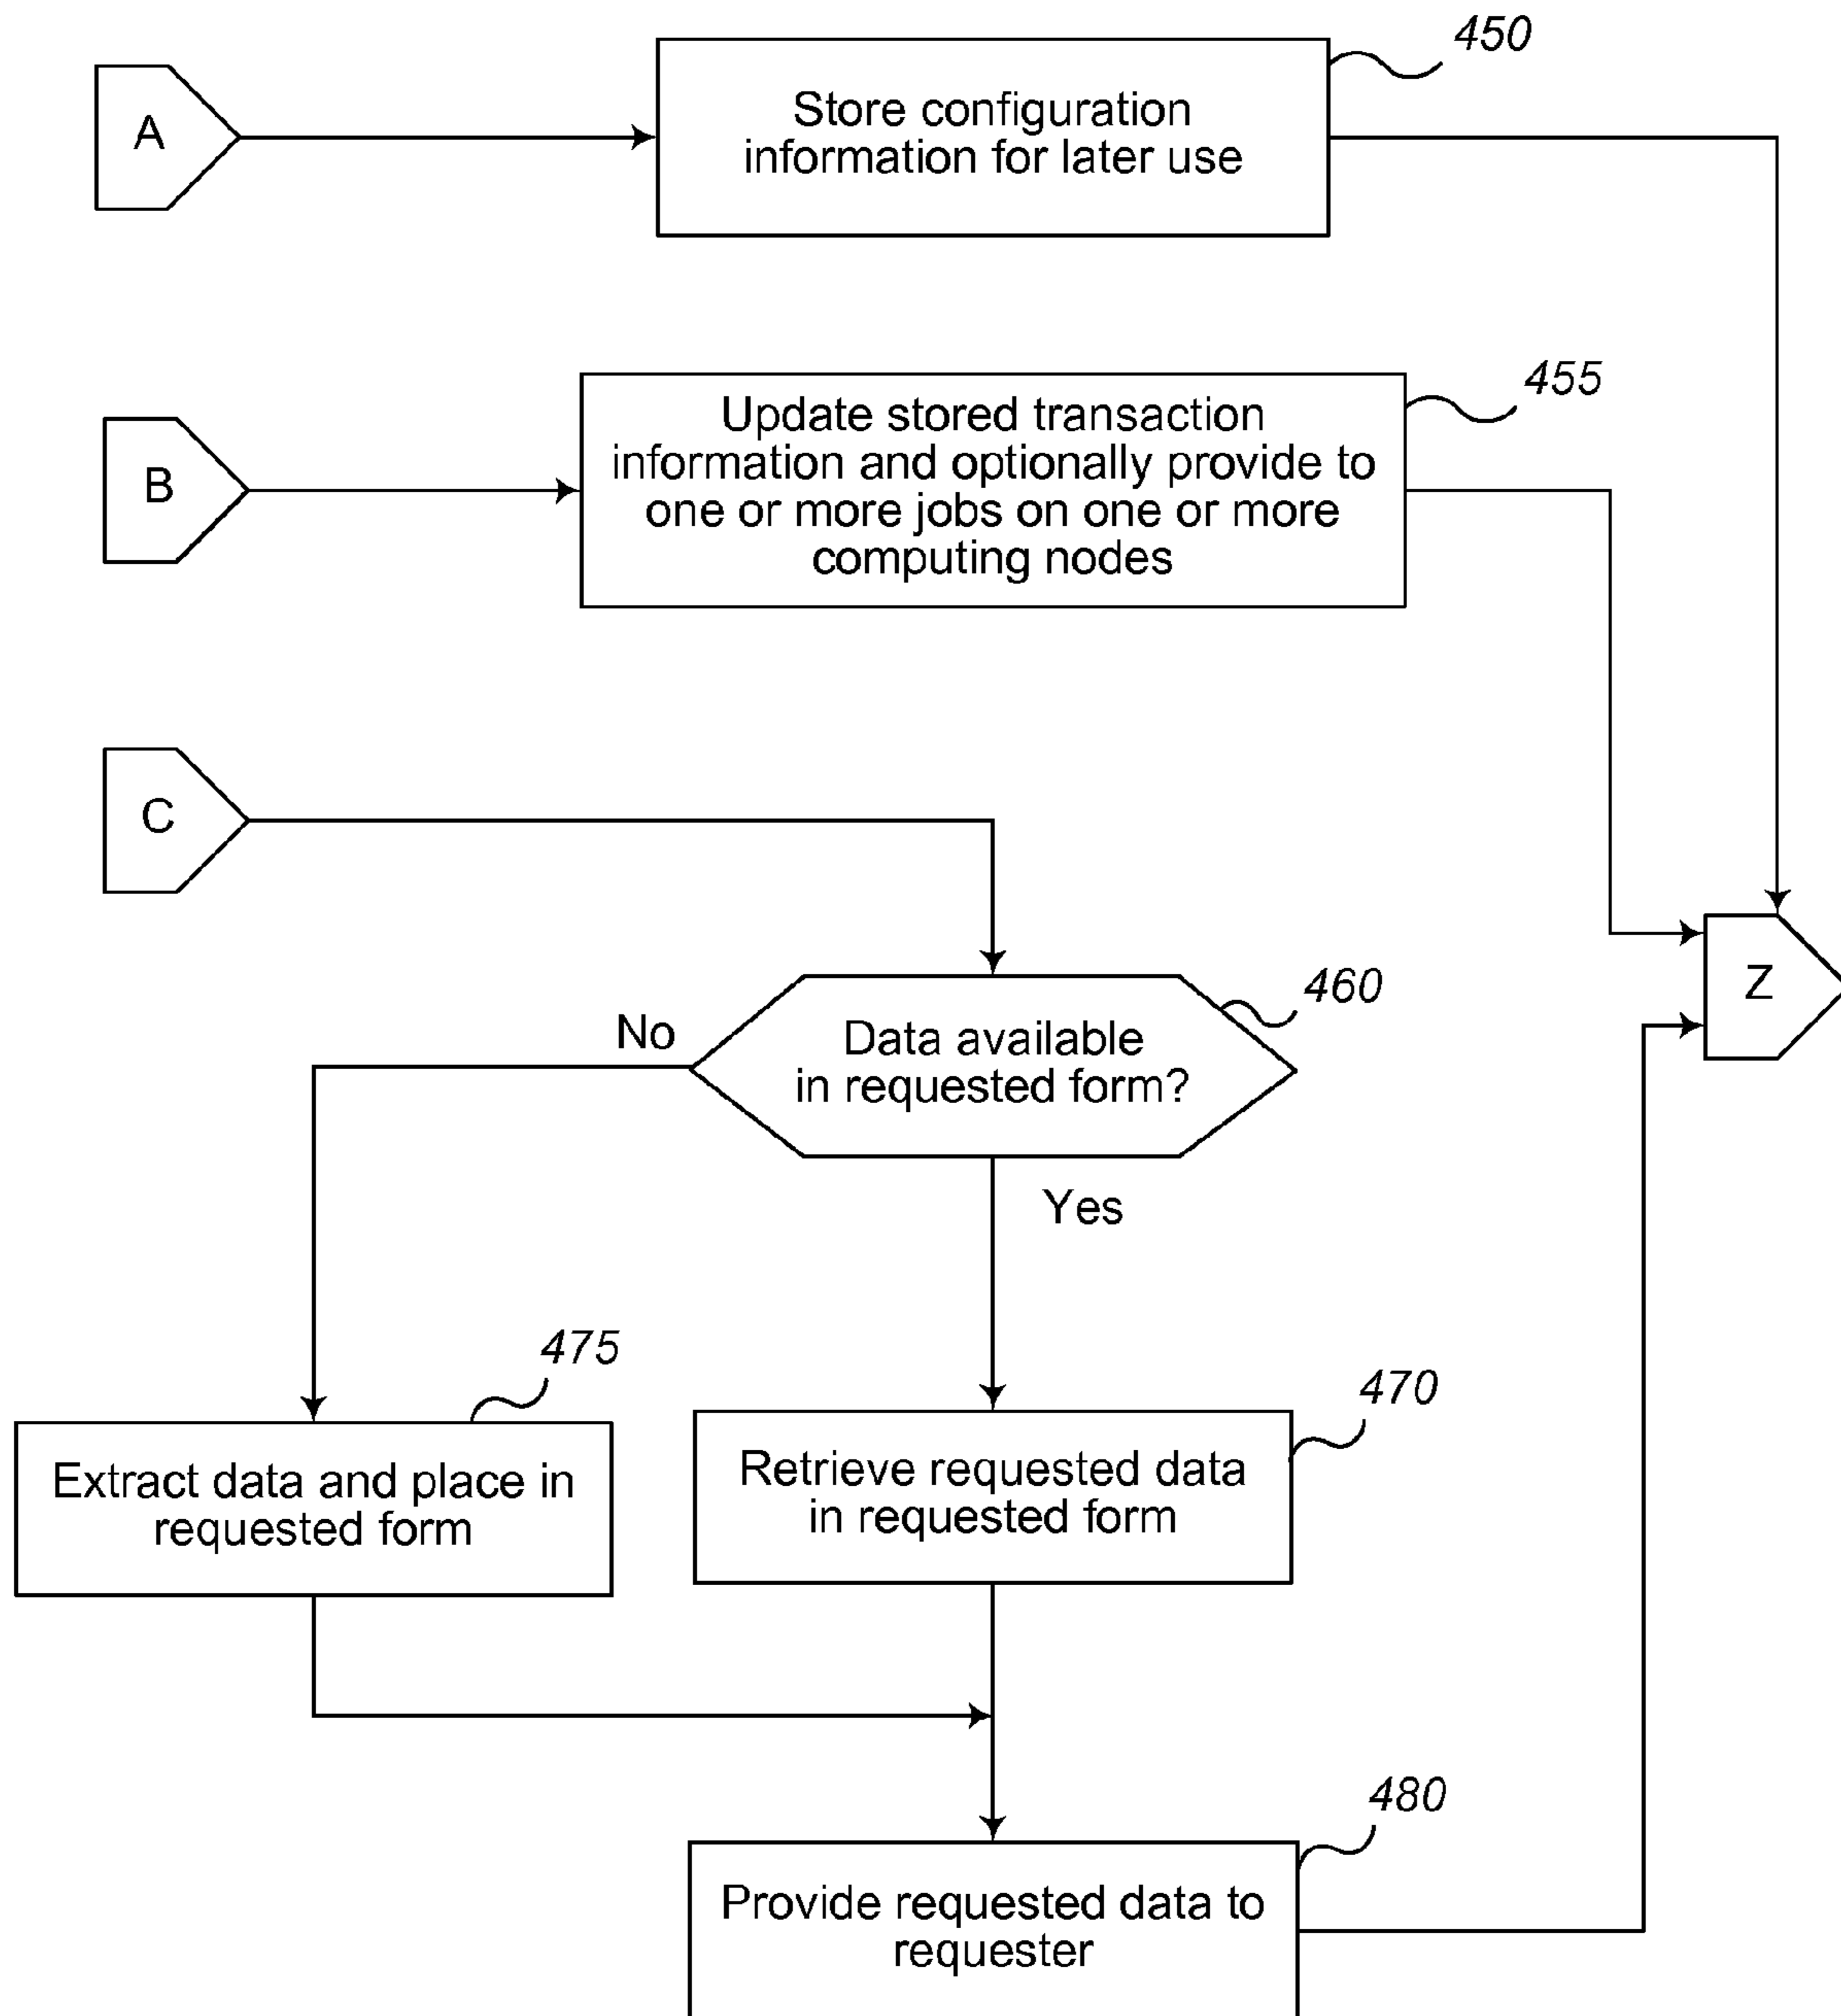 450
A
Store configuration
information for later use
455
B
Update stored transaction
information and optionally provide to
one or more jobs on one or more
computing nodes
C
460
Z
No
Data available
in requested form?
Yes
475
470
Extract data and place in
requested form
Retrieve requested data
in requested form
480
Provide requested data to
requester